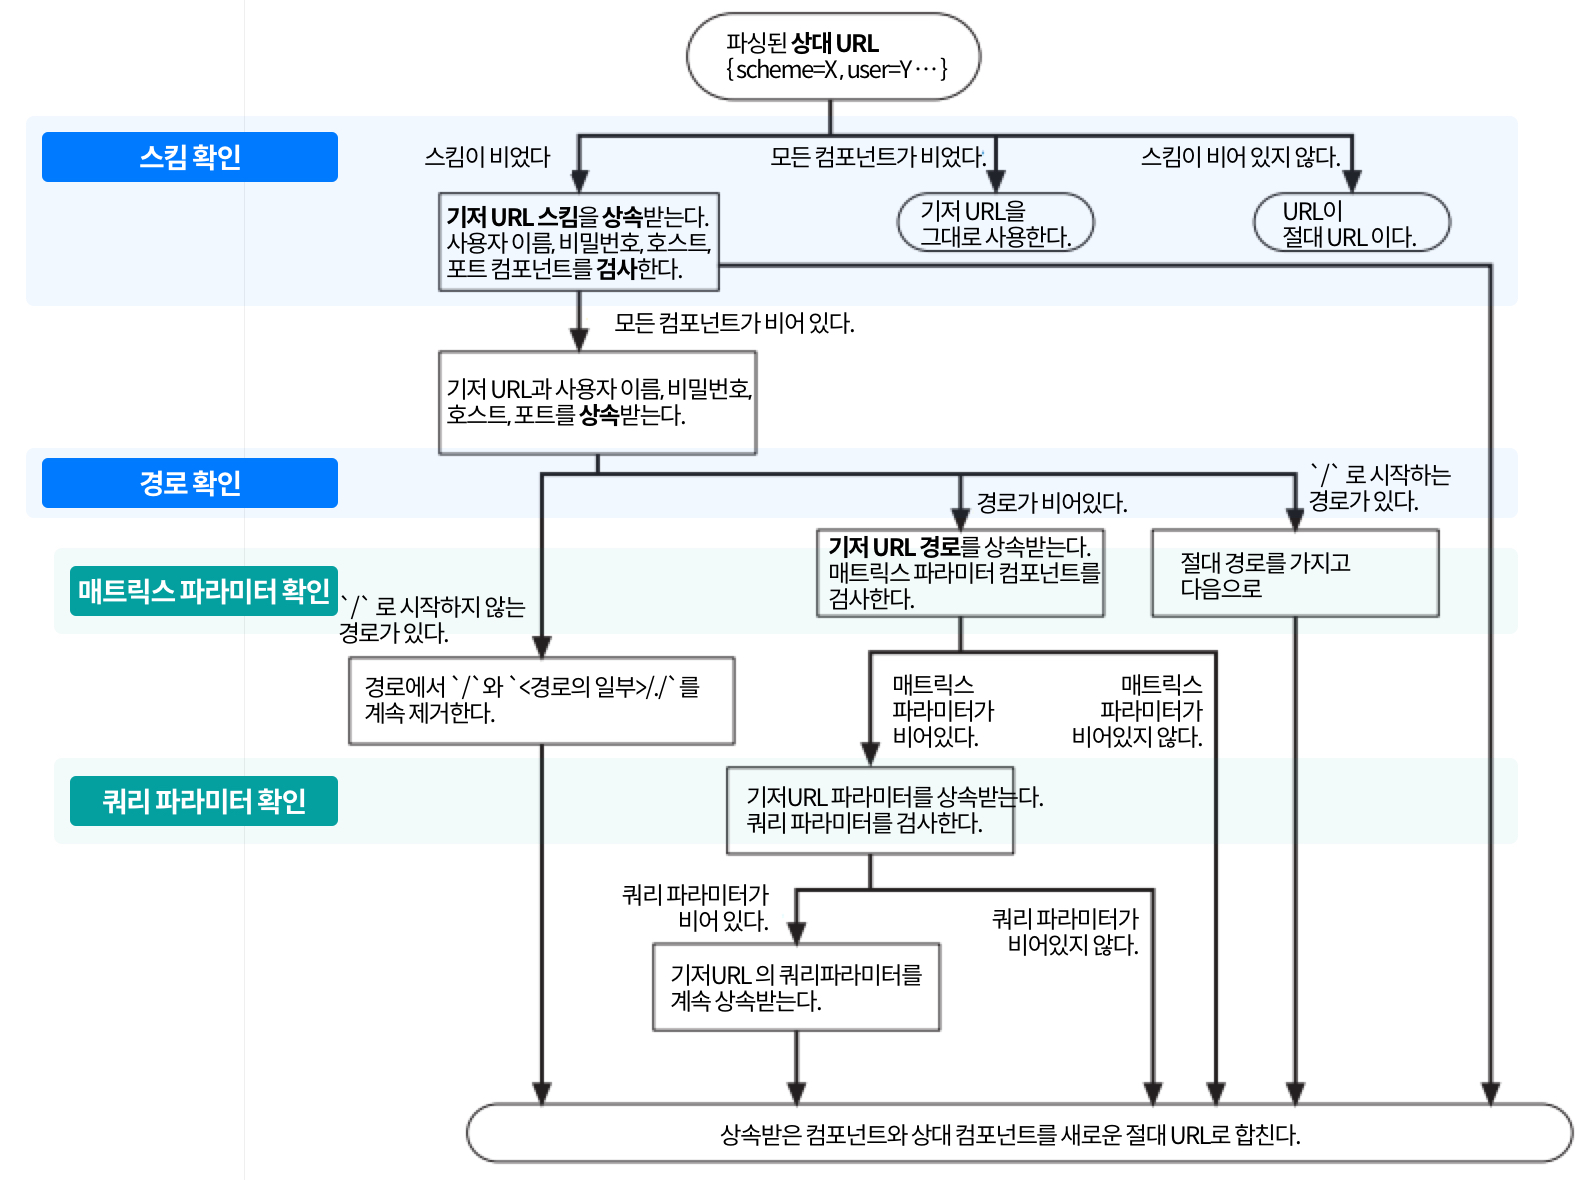 파싱된 상대 URL
{ scheme=X, user=Y ⋯ }
스킴 확인
스킴이 비었다
모든 컴포넌트가 비었다.
스킴이 비어 있지 않다.
기저 URL 스킴을 상속받는다.
사용자 이름, 비밀번호, 호스트,
포트 컴포넌트를 검사한다.
기저 URL을
그대로 사용한다.
URL이
절대 URL 이다.
모든 컴포넌트가 비어 있다.
기저 URL과 사용자 이름, 비밀번호,
호스트, 포트를 상속받는다.
경로 확인
`/` 로 시작하는
경로가 있다.
경로가 비어있다.
기저 URL 경로를 상속받는다.
매트릭스 파라미터 컴포넌트를
검사한다.
절대 경로를 가지고
다음으로
매트릭스 파라미터 확인
`/` 로 시작하지 않는
경로가 있다.
경로에서 `/`와 `<경로의 일부>/./`를
계속 제거한다.
매트릭스
파라미터가
비어있다.
매트릭스
파라미터가
비어있지 않다.
쿼리 파라미터 확인
기저URL 파라미터를 상속받는다.
쿼리 파라미터를 검사한다.
쿼리 파라미터가
비어 있다.
쿼리 파라미터가
비어있지 않다.
기저URL 의 쿼리파라미터를
계속 상속받는다.
상속받은 컴포넌트와 상대 컴포넌트를 새로운 절대 URL로 합친다.